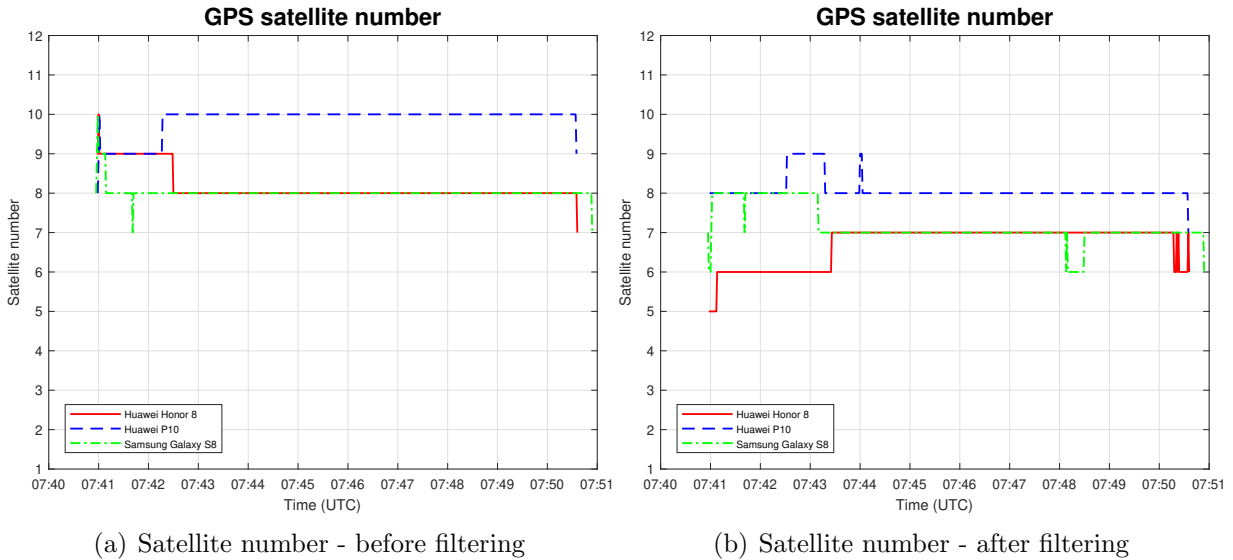 GPS satellite number
12
11
10
9
8
7
6
5
4
3
2
1
Satellite number
Huawei Honor 8
Huawei P10
Samsung Galaxy S8
07:40 07:41 07:42 07:43 07:44 07:45 07:46 07:47 07:48 07:49 07:50 07:51
Time (UTC)
(a) Satellite number - before filtering
GPS satellite number
12
11
10
9
8
7
6
5
4
3
2
1
Satellite number
Huawei Honor 8
Huawei P10
Samsung Galaxy S8
07:40 07:41 07:42 07:43 07:44 07:45 07:46 07:47 07:48 07:49 07:50 07:51
Time (UTC)
(b) Satellite number - after filtering